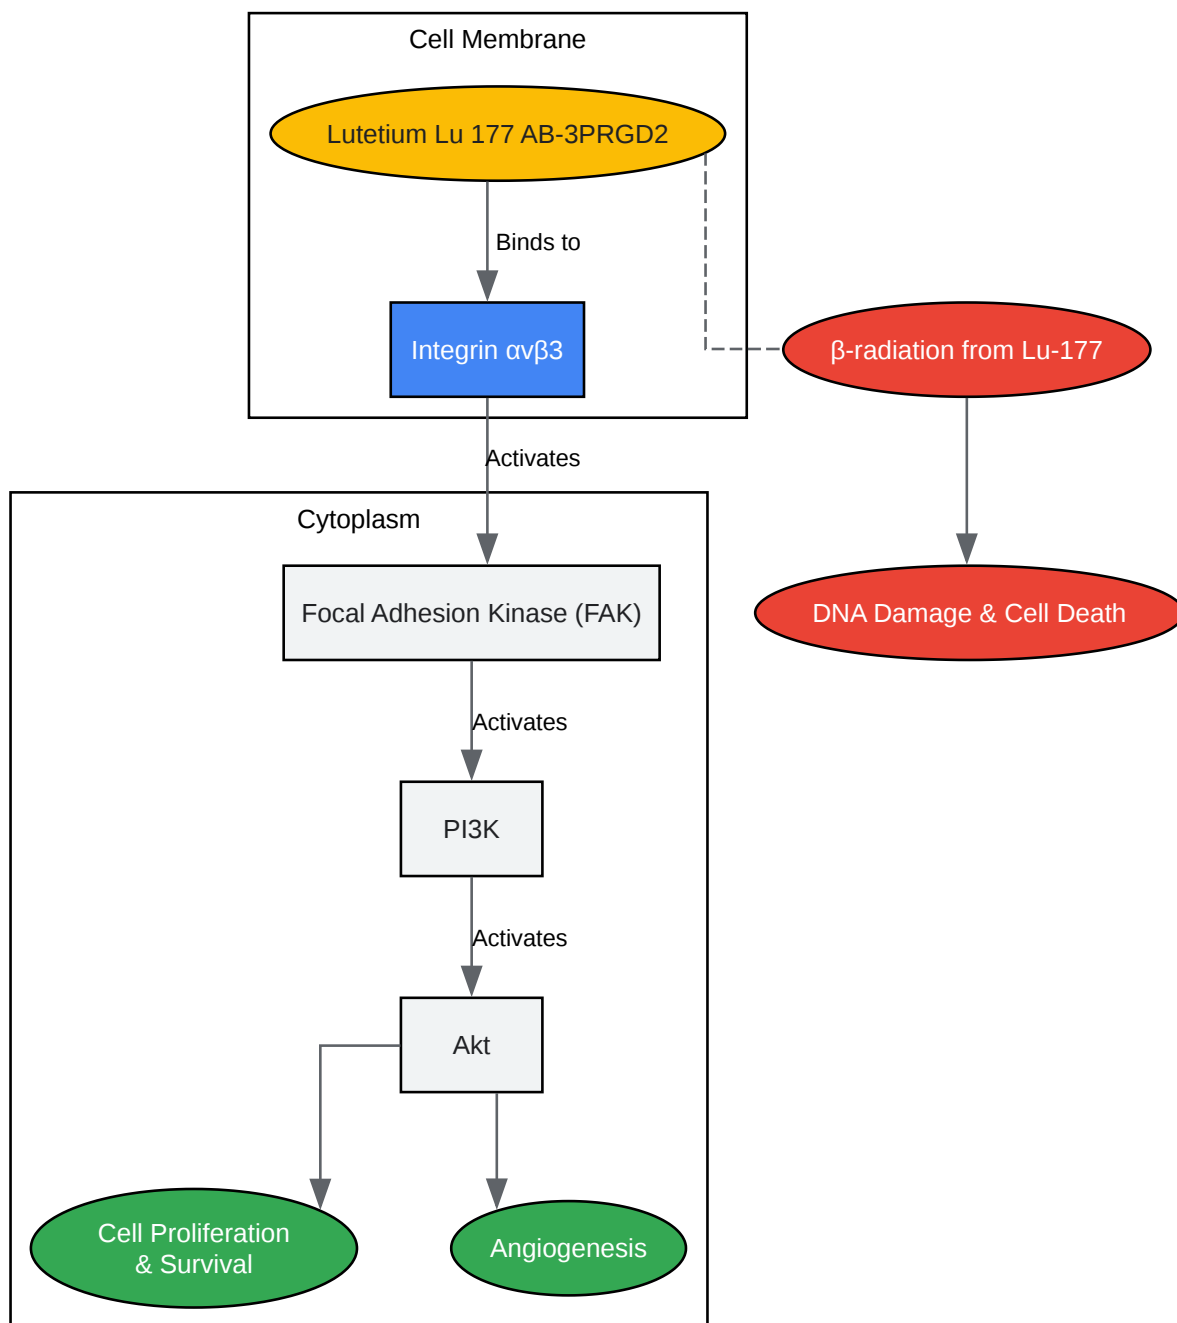 Cell Membrane
Lutetium Lu 177 AB-3PRGD2
Binds to
Integrin αvβ3
β-radiation from Lu-177
Activates
Cytoplasm
Focal Adhesion Kinase (FAK)
DNA Damage & Cell Death
Activates
PI3K
Activates
Akt
Cell Proliferation
& Survival
Angiogenesis